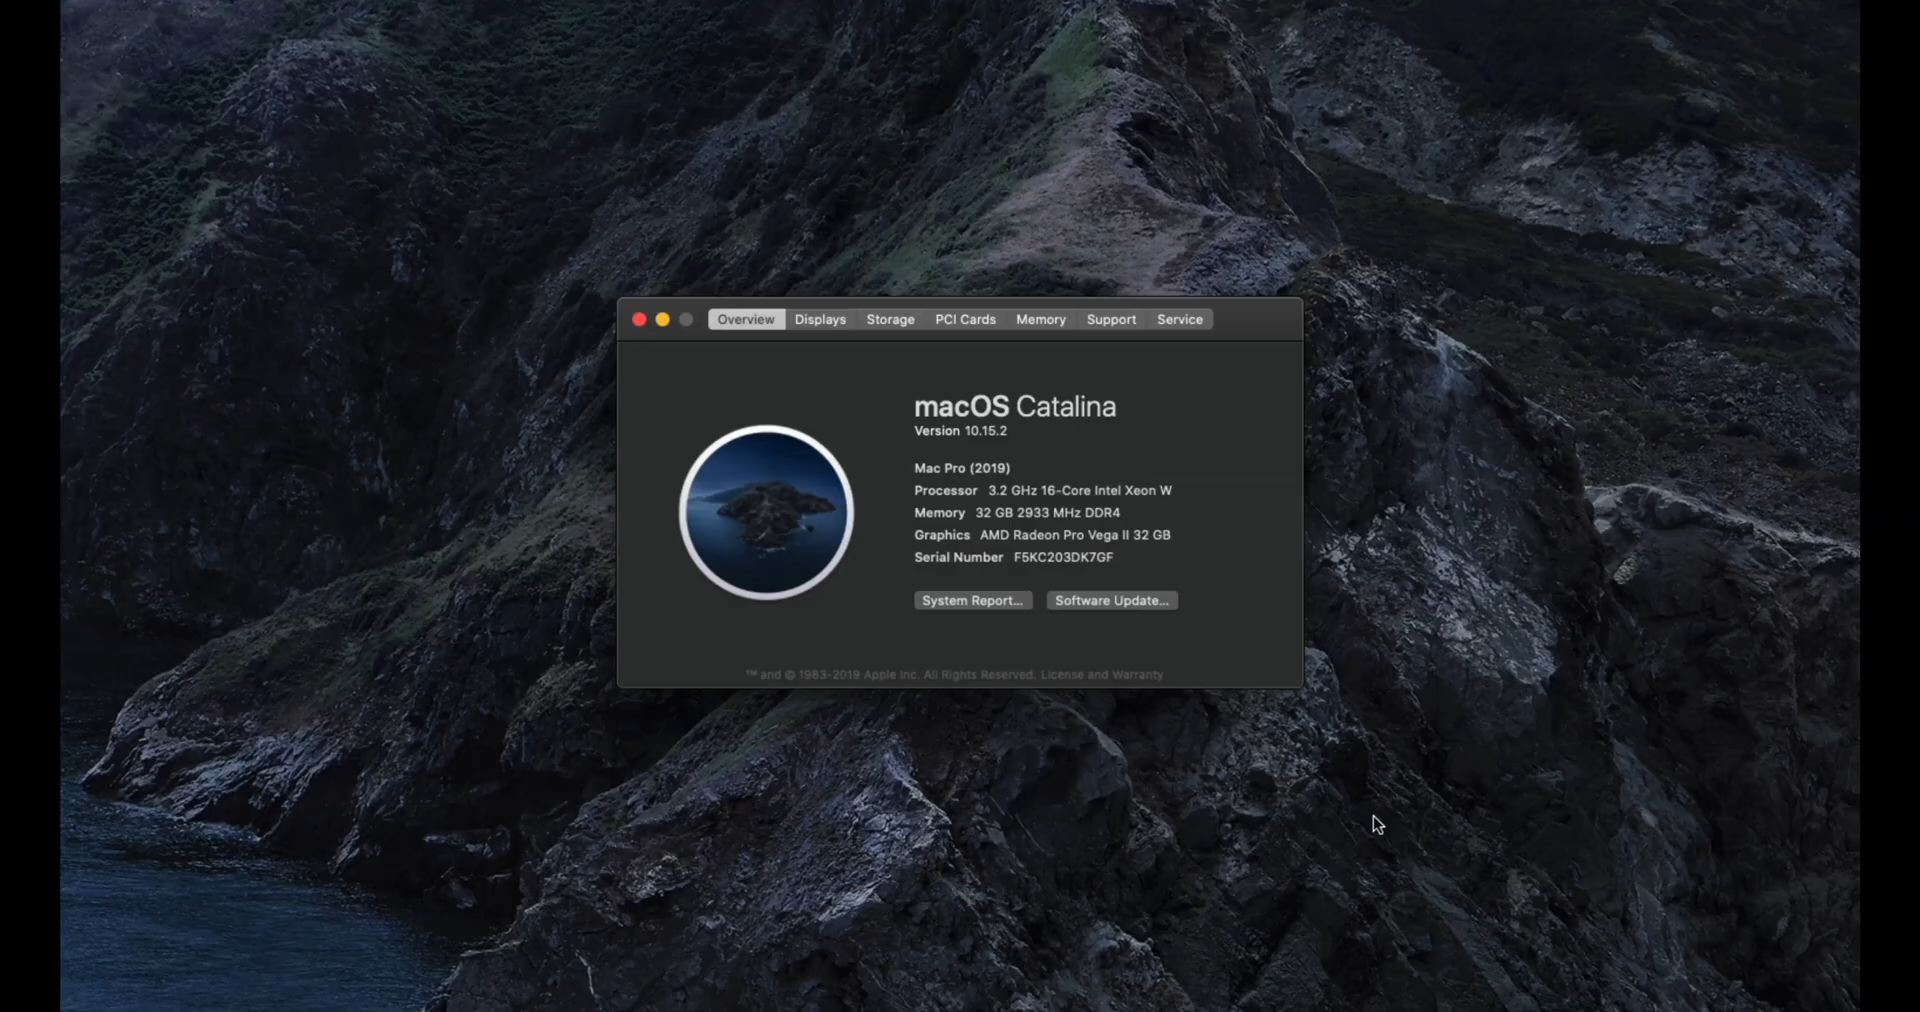 Overview Displays Storage PCI Cards Memory Support Service
macOS Catalina
Version 10.15.2
Mac Pro (2019)
Processor 3.2 GHz 16-Core Intel Xeon W
Memory 32 GB 2933 MHz DDR4
Graphics AMD Radeon Pro Vega II 32 GB
Serial Number F5KC203DK7GF
System Report... Software Update...
™ and © 1983-2019 Apple Inc. All Rights Reserved. License and Warranty